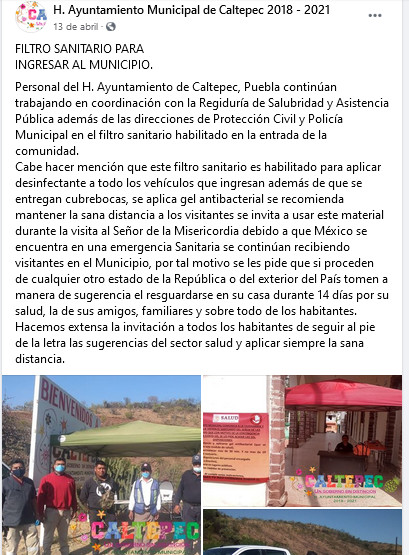 H. Ayuntamiento Municipal de Caltepec 2018 - 2021
13 de abril ·
FILTRO SANITARIO PARA
INGRESAR AL MUNICIPIO.
Personal del H. Ayuntamiento de Caltepec, Puebla continúan
trabajando en coordinación con la Regiduría de Salubridad y Asistencia
Pública además de las direcciones de Protección Civil y Policía
Municipal en el filtro sanitario habilitado en la entrada de la
comunidad.
Cabe hacer mención que este filtro sanitario es habilitado para aplicar
desinfectante a todo los vehículos que ingresan además de que se
entregan cubrebocas, se aplica gel antibacterial se recomienda
mantener la sana distancia a los visitantes se invita a usar este material
durante la visita al Señor de la Misericordia debido a que México se
encuentra en una emergencia Sanitaria se continúan recibiendo
visitantes en el Municipio, por tal motivo se les pide que si proceden
de cualquier otro estado de la República o del exterior del País tomen a
manera de sugerencia el resguardarse en su casa durante 14 días por su
salud, la de sus amigos, familiares y sobre todo de los habitantes.
Hacemos extensa la invitación a todos los habitantes de seguir al pie
de la letra las sugerencias del sector salud y aplicar siempre la sana
distancia.
BIENVENIDO
SALUD
CALTEPEC
CALTEPEC
AYUNTAMIENTO MUNICIPAL
2018 - 2021